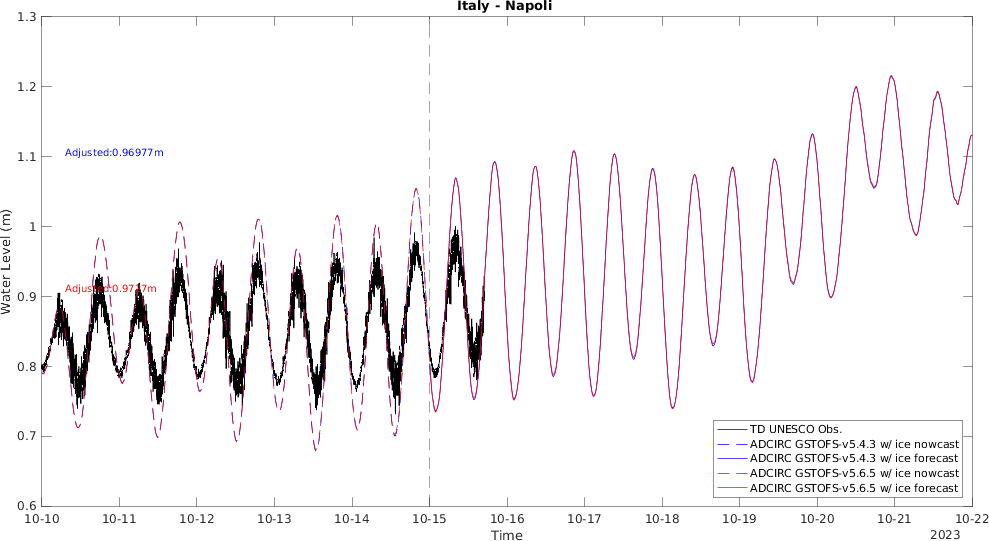 Italy - Napoli
1.3
1.2
1.1
1
0.9
0.8
0.7
0.6
Water Level (m)
Adjusted:0.96977m
TD UNESCO Obs.
ADCIRC GSTOFS-v5.4.3 w/ ice nowcast
ADCIRC GSTOFS-v5.4.3 w/ ice forecast
ADCIRC GSTOFS-v5.6.5 w/ ice nowcast
ADCIRC GSTOFS-v5.6.5 w/ ice forecast
10-10 10-11 10-12 10-13 10-14 10-15 10-16 10-17 10-18 10-19 10-20 10-21 10-22
Time
2023